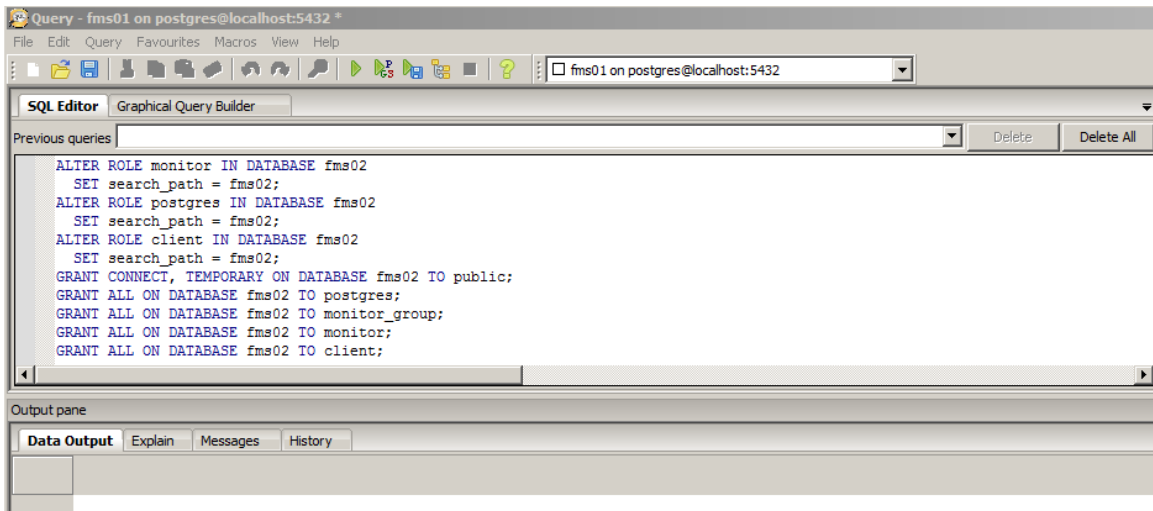 Query - fms01 on postgres@localhost:5432 *
File Edit Query Favourites Macros View Help
fms01 on postgres@localhost:5432
SQL Editor Graphical Query Builder
Previous queries Delete Delete All
ALTER ROLE monitor IN DATABASE fms02
SET search_path = fms02;
ALTER ROLE postgres IN DATABASE fms02
SET search_path = fms02;
ALTER ROLE client IN DATABASE fms02
SET search_path = fms02;
GRANT CONNECT, TEMPORARY ON DATABASE fms02 TO public;
GRANT ALL ON DATABASE fms02 TO postgres;
GRANT ALL ON DATABASE fms02 TO monitor_group;
GRANT ALL ON DATABASE fms02 TO monitor;
GRANT ALL ON DATABASE fms02 TO client;
Output pane
Data Output Explain Messages History